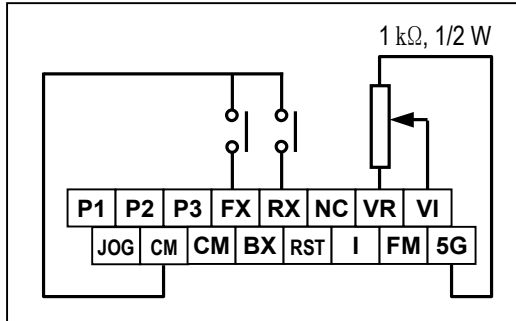 1 kΩ, 1/2 W
P1 P2 P3 FX RX NC VR VI
JOG CM CM BX RST I FM 5G